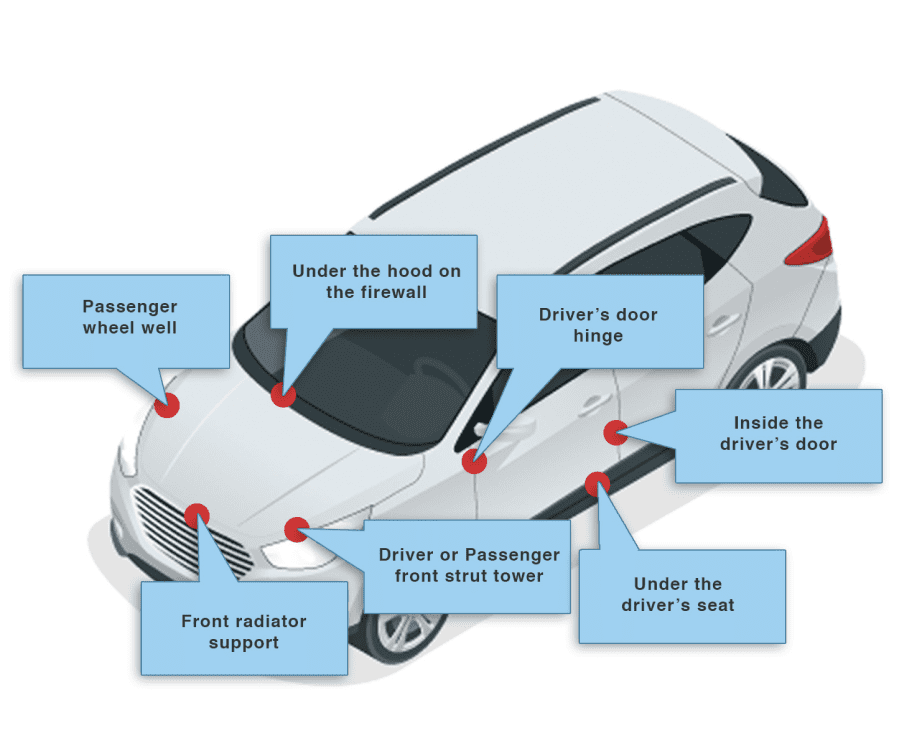 Under the hood on
the firewall
Passenger
wheel well
Driver’s door
hinge
Inside the
driver’s door
Driver or Passenger
front strut tower
Under the
driver’s seat
Front radiator
support